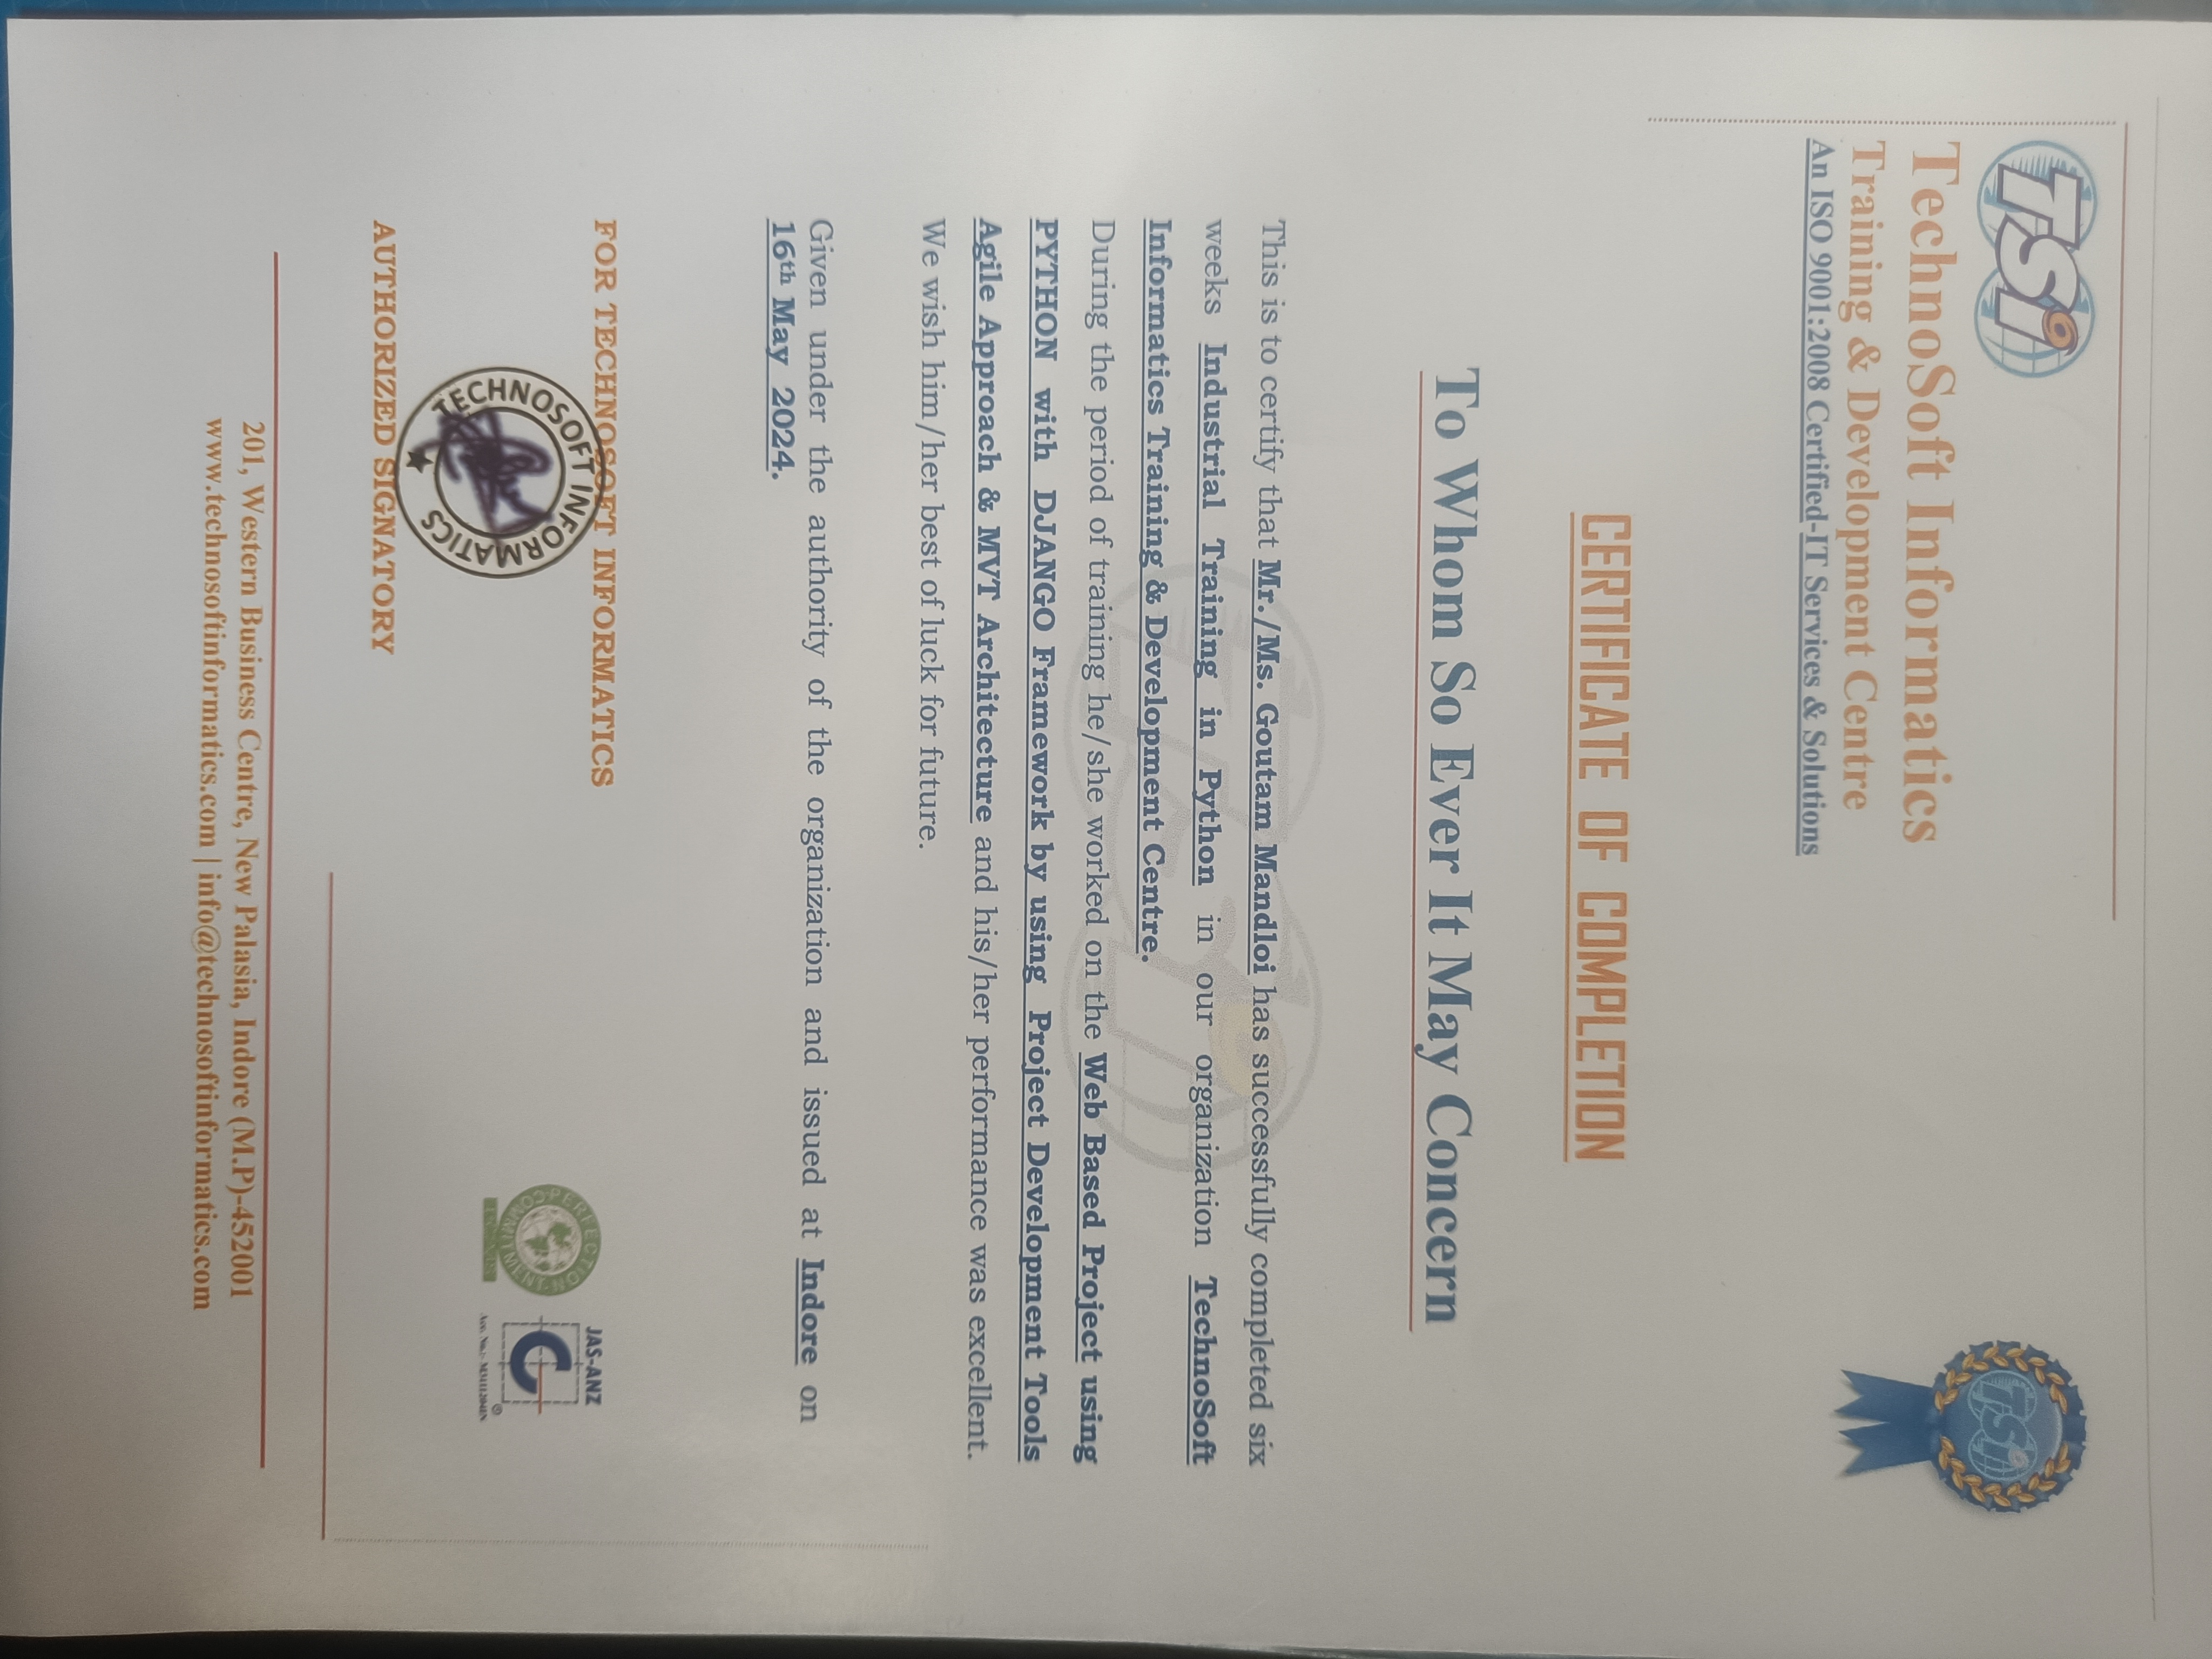 TSi
TSi
TechnoSoft Informatics
Training & Development Centre
An ISO 9001:2008 Certified-IT Services & Solutions
CERTIFICATE OF COMPLETION
To Whom So Ever It May Concern
This is to certify that Mr./Ms. Goutam Mandloi has successfully completed six
weeks Industrial Training in Python in our organization TechnoSoft
Informatics Training & Development Centre.
During the period of training he/she worked on the Web Based Project using
PYTHON with DJANGO Framework by using Project Development Tools
Agile Approach & MVT Architecture and his/her performance was excellent.
We wish him/her best of luck for future.
Given under the authority of the organization and issued at Indore on
16th May 2024.
FOR TECHNOSOFT INFORMATICS
TECHNOSOFT INFORMATICS
AUTHORIZED SIGNATORY
PERFECTION
COMMITMENT
JAS-ANZ
Acc. No.:-
201, Western Business Centre, New Palasia, Indore (M.P)-452001
www.technosoftinformatics.com | info@technosoftinformatics.com